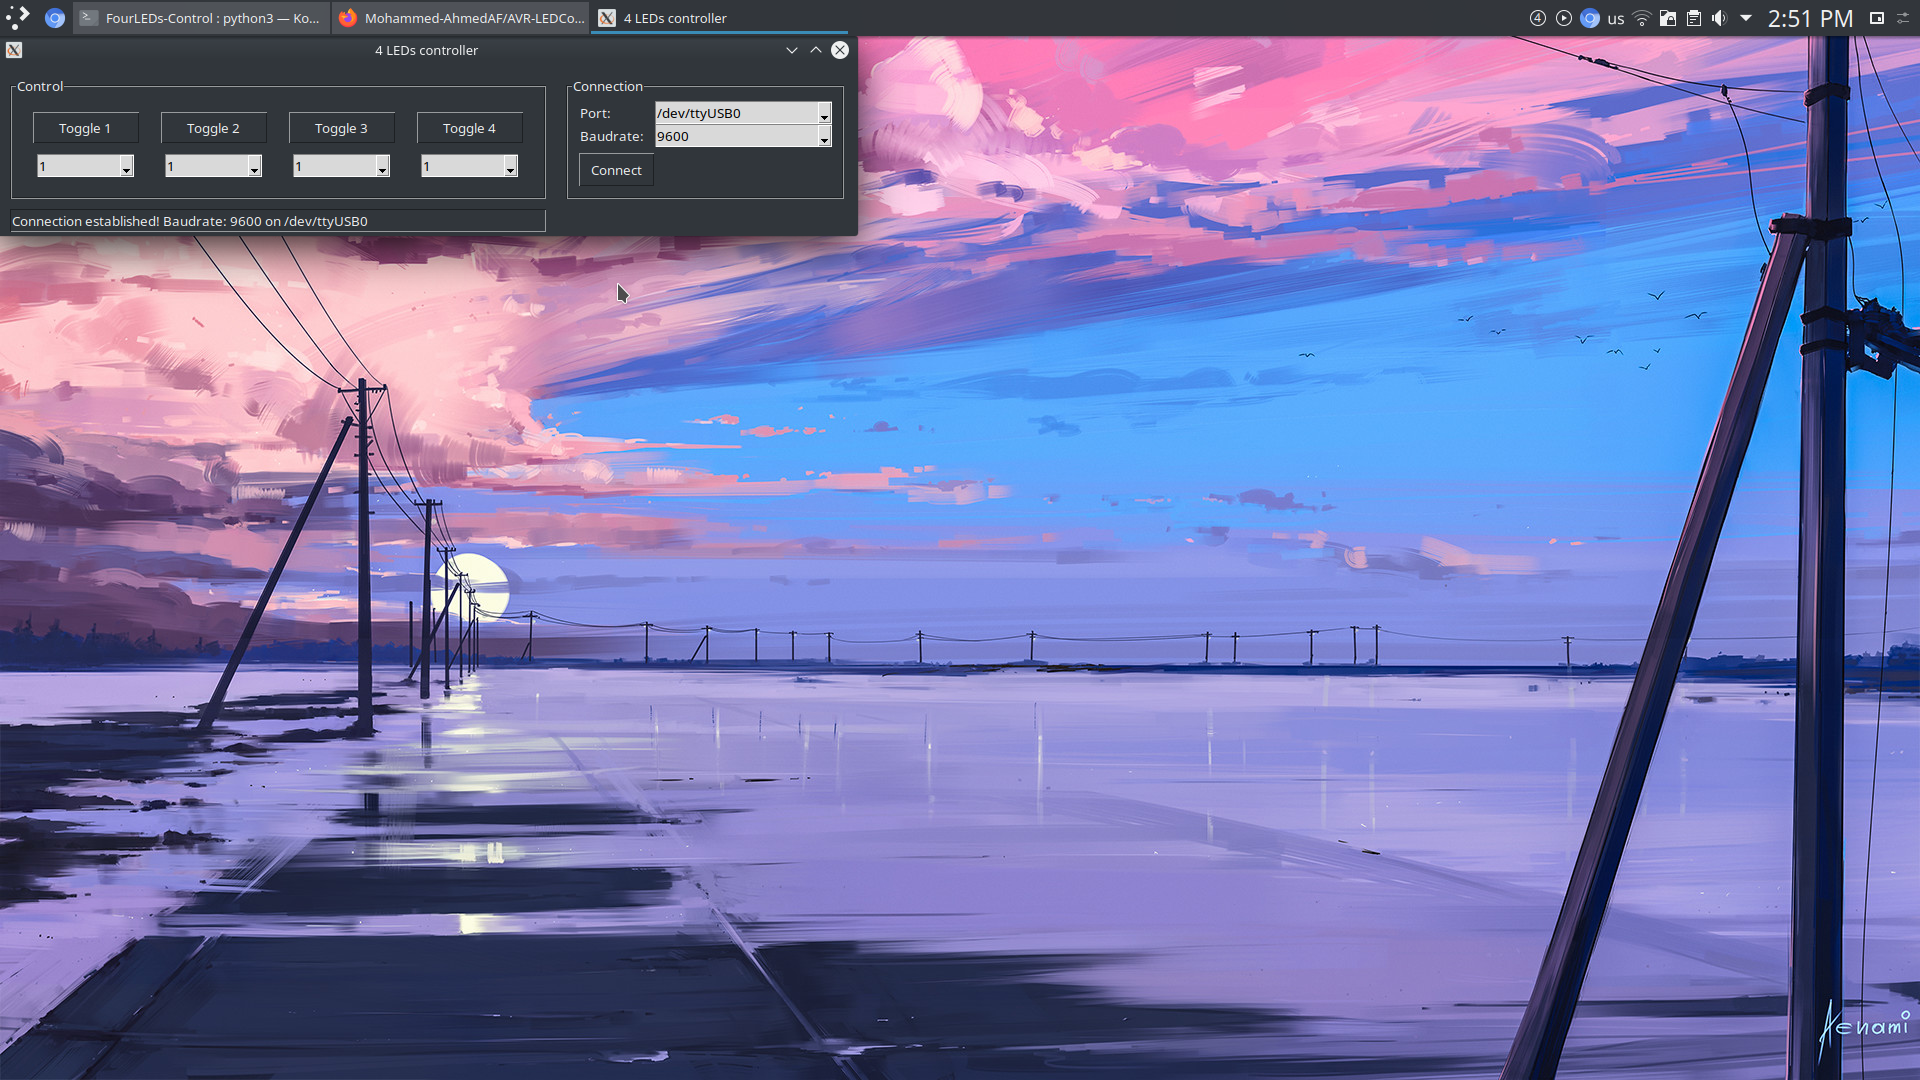 FourLEDs-Control : python3 — Ko...
Mohammed-AhmedAF/AVR-LEDCo...
4 LEDs controller
4
us
2:51 PM
4 LEDs controller
Control
Toggle 1
Toggle 2
Toggle 3
Toggle 4
1
1
1
1
Connection
Port:
/dev/ttyUSB0
Baudrate:
9600
Connect
Connection established! Baudrate: 9600 on /dev/ttyUSB0
Aenami